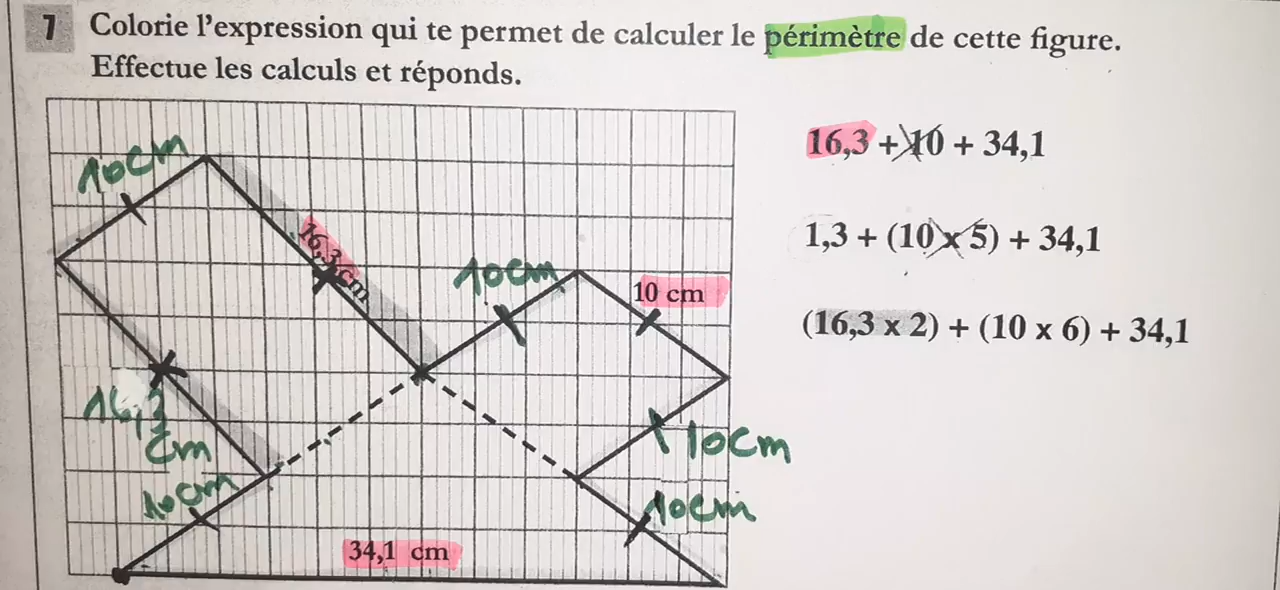 7 Colorie l'expression qui te permet de calculer le périmètre de cette figure.
Effectue les calculs et réponds.
10cm
16,3 cm
10cm
10 cm
16,3
cm
10cm
10cm
10cm
34,1 cm
16,3 + 10 + 34,1
1,3 + (10 x 5) + 34,1
(16,3 x 2) + (10 x 6) + 34,1